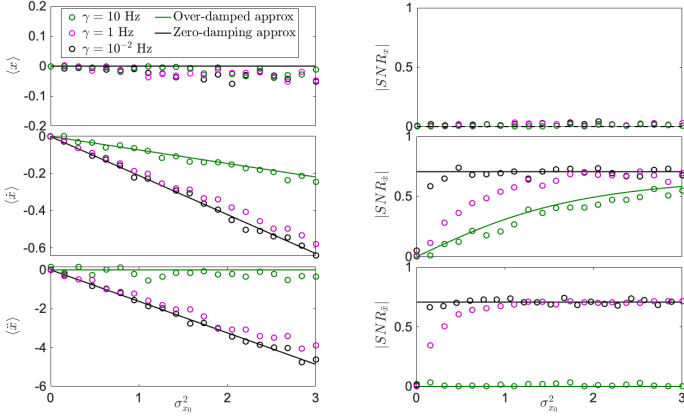 γ = 10 Hz
Over-damped approx
γ = 1 Hz
Zero-damping approx
γ = 10⁻² Hz
0.2
0.1
0
-0.1
-0.2
⟨x⟩
0
-0.2
-0.4
-0.6
⟨ẋ⟩
0
-2
-4
-6
⟨ẍ⟩
0
1
2
3
σ²ₓ₀
1
0.5
0
|SNRₓ|
1
0.5
0
|SNR_ẋ|
1
0.5
0
|SNR_ẍ|
0
1
2
3
σ²ₓ₀